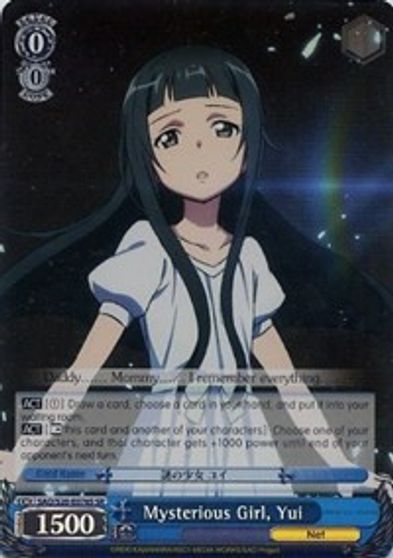 0
0
Daddy...... Mommy...... I remember everything......
ACT [①] Draw a card, choose a card in your hand, and put it into your
waiting room.
ACT [this card and another of your characters] Choose one of your
characters, and that character gets +1000 power until end of your
opponent's next turn.
Card Name
謎の少女 ユイ
1500
Mysterious Girl, Yui
Net